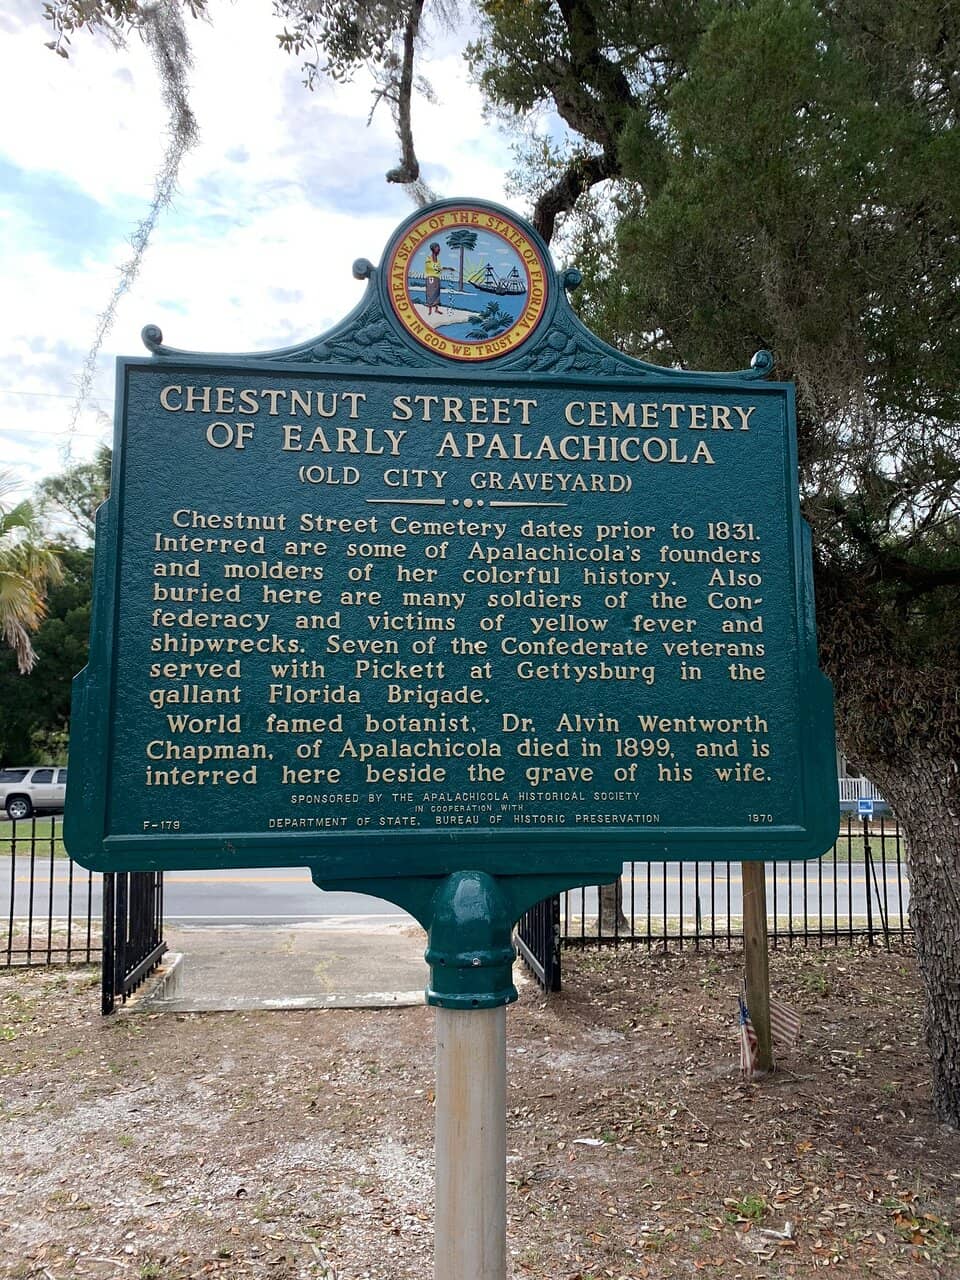 GREAT SEAL OF THE STATE OF FLORIDA
• IN GOD WE TRUST •
CHESTNUT STREET CEMETERY
OF EARLY APALACHICOLA
(OLD CITY GRAVEYARD)
Chestnut Street Cemetery dates prior to 1831.
Interred are some of Apalachicola's founders
and molders of her colorful history. Also
buried here are many soldiers of the Con-
federacy and victims of yellow fever and
shipwrecks. Seven of the Confederate veterans
served with Pickett at Gettysburg in the
gallant Florida Brigade.
World famed botanist, Dr. Alvin Wentworth
Chapman, of Apalachicola died in 1899, and is
interred here beside the grave of his wife.
SPONSORED BY THE APALACHICOLA HISTORICAL SOCIETY
IN COOPERATION WITH
F-179 DEPARTMENT OF STATE, BUREAU OF HISTORIC PRESERVATION 1970